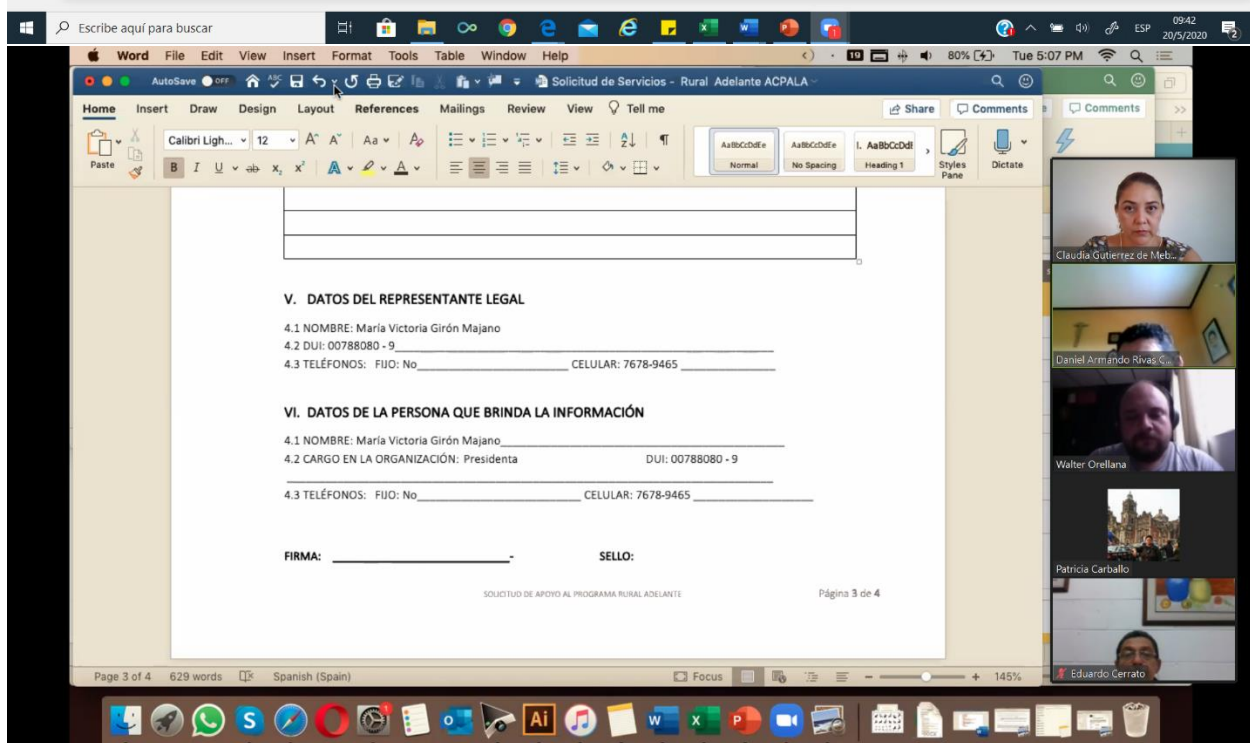 Escribe aquí para buscar
ESP
09:42
20/5/2020
2
Word File Edit View Insert Format Tools Table Window Help
19
80%
Tue 5:07 PM
AutoSave OFF
Solicitud de Servicios - Rural Adelante ACPALA
Home Insert Draw Design Layout References Mailings Review View Tell me
Share
Comments
Comments
Paste
Calibri Ligh... 12
AaBbCcDdEe
Normal
AaBbCcDdEe
No Spacing
I. AaBbCcDdI
Heading 1
Styles Pane
Dictate
V. DATOS DEL REPRESENTANTE LEGAL
4.1 NOMBRE: María Victoria Girón Majano
4.2 DUI: 00788080 - 9
4.3 TELÉFONOS: FIJO: No CELULAR: 7678-9465
VI. DATOS DE LA PERSONA QUE BRINDA LA INFORMACIÓN
4.1 NOMBRE: María Victoria Girón Majano
4.2 CARGO EN LA ORGANIZACIÓN: Presidenta DUI: 00788080 - 9
4.3 TELÉFONOS: FIJO: No CELULAR: 7678-9465
FIRMA: - SELLO:
SOLICITUD DE APOYO AL PROGRAMA RURAL ADELANTE Página 3 de 4
Claudia Gutierrez de Meb...
Daniel Armando Rivas C...
Walter Orellana
Patricia Carballo
Eduardo Cerrato
Page 3 of 4 629 words Spanish (Spain)
Focus
145%
Ai